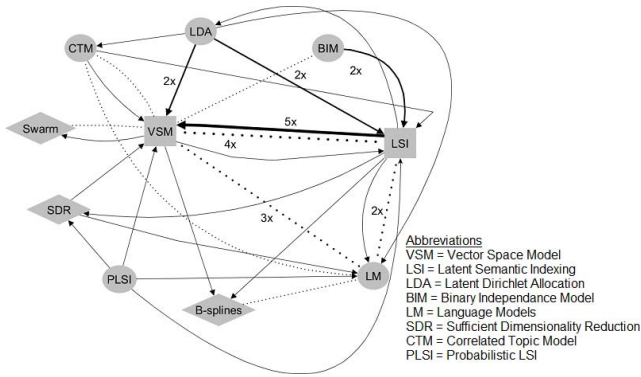 LDA
CTM
BIM
2x
2x
2x
Swarm
VSM
5x
4x
LSI
SDR
3x
2x
PLSI
LM
B-splines
Abbreviations
VSM = Vector Space Model
LSI = Latent Semantic Indexing
LDA = Latent Dirichlet Allocation
BIM = Binary Independence Model
LM = Language Models
SDR = Sufficient Dimensionality Reduction
CTM = Correlated Topic Model
PLSI = Probabilistic LSI